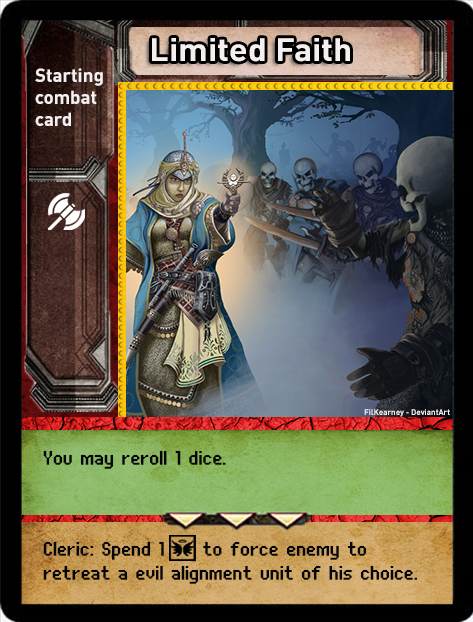 Limited Faith
Starting
combat
card
FilKearney - DeviantArt
You may reroll 1 dice.
Cleric: Spend 1 to force enemy to
retreat a evil alignment unit of his choice.